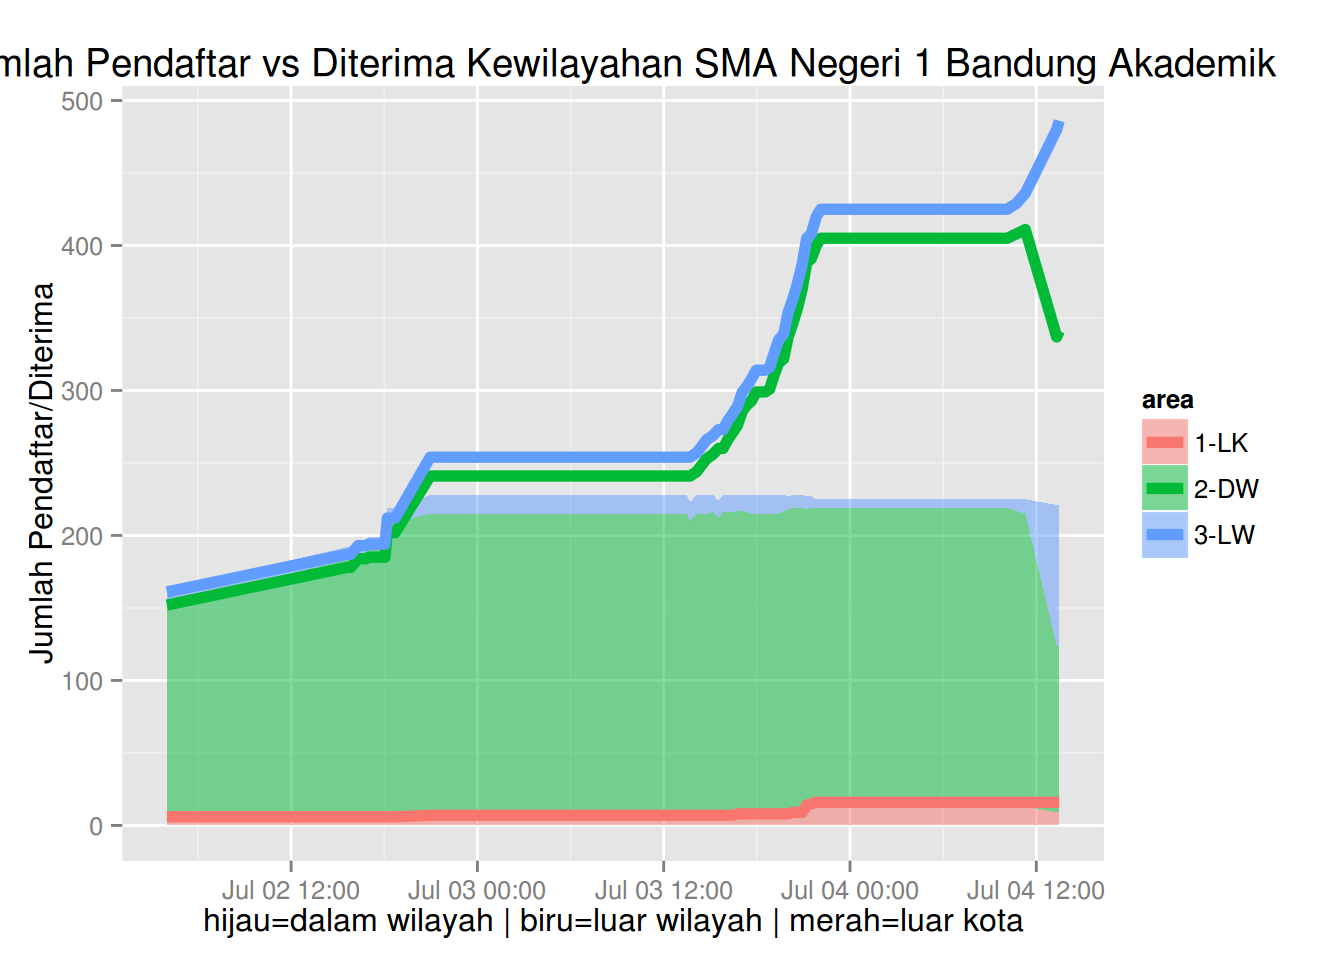 mlah Pendaftar vs Diterima Kewilayahan SMA Negeri 1 Bandung Akademik
Jumlah Pendaftar/Diterima
500
400
300
200
100
0
Jul 02 12:00
Jul 03 00:00
Jul 03 12:00
Jul 04 00:00
Jul 04 12:00
hijau=dalam wilayah | biru=luar wilayah | merah=luar kota
area
1-LK
2-DW
3-LW